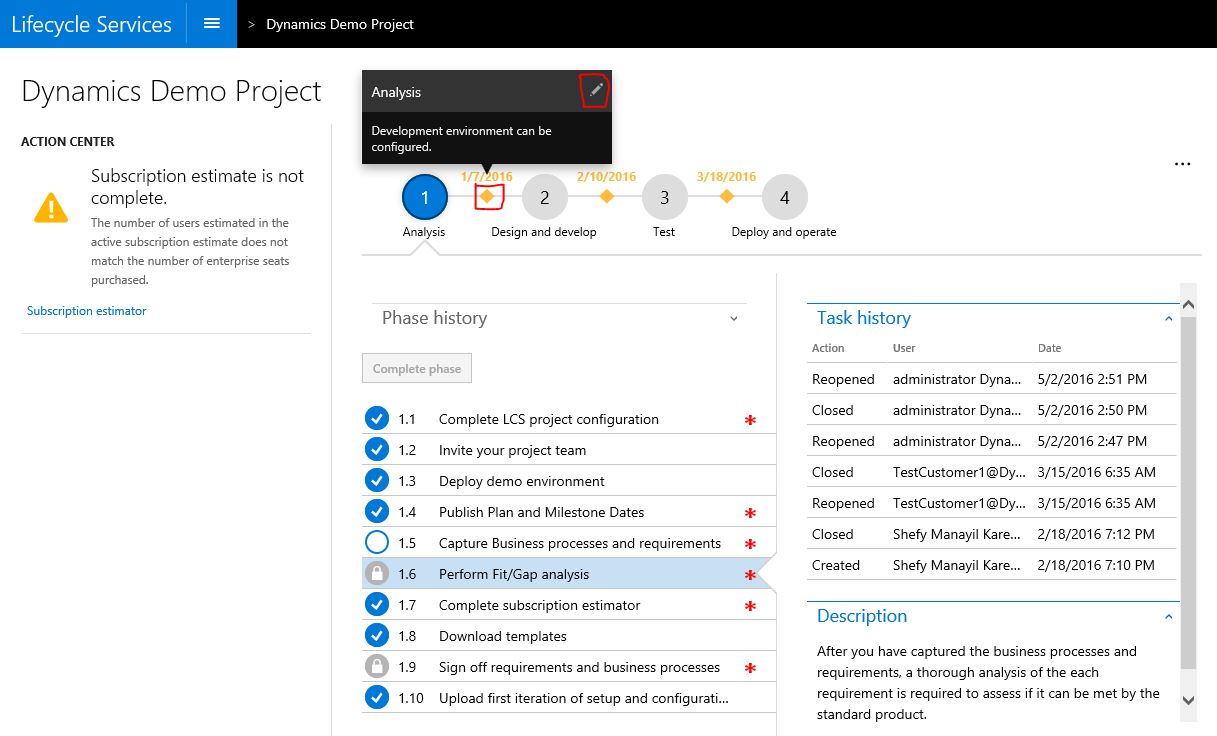 Lifecycle Services
> Dynamics Demo Project
Dynamics Demo Project
ACTION CENTER
Subscription estimate is not
complete.
The number of users estimated in the
active subscription estimate does not
match the number of enterprise seats
purchased.
Subscription estimator
Analysis
Development environment can be
configured.
...
1/7/2016
2/10/2016
3/18/2016
1
2
3
4
Analysis
Design and develop
Test
Deploy and operate
Phase history
Complete phase
1.1 Complete LCS project configuration *
1.2 Invite your project team
1.3 Deploy demo environment
1.4 Publish Plan and Milestone Dates *
1.5 Capture Business processes and requirements *
1.6 Perform Fit/Gap analysis *
1.7 Complete subscription estimator *
1.8 Download templates
1.9 Sign off requirements and business processes *
1.10 Upload first iteration of setup and configurati...
Task history
Action User Date
Reopened administrator Dyna... 5/2/2016 2:51 PM
Closed administrator Dyna... 5/2/2016 2:50 PM
Reopened administrator Dyna... 5/2/2016 2:47 PM
Closed TestCustomer1@Dy... 3/15/2016 6:35 AM
Reopened TestCustomer1@Dy... 3/15/2016 6:35 AM
Closed Shefy Manayil Kare... 2/18/2016 7:12 PM
Created Shefy Manayil Kare... 2/18/2016 7:10 PM
Description
After you have captured the business processes and
requirements, a thorough analysis of the each
requirement is required to assess if it can be met by the
standard product.